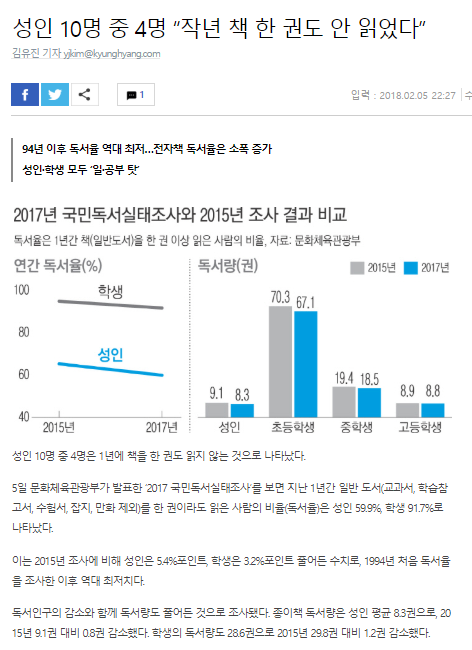 성인 10명 중 4명 “작년 책 한 권도 안 읽었다”
김유진 기자 yjkim@kyunghyang.com
1
입력 : 2018.02.05 22:27
94년 이후 독서율 역대 최저…전자책 독서율은 소폭 증가
성인·학생 모두 ‘일·공부 탓’
2017년 국민독서실태조사와 2015년 조사 결과 비교
독서율은 1년간 책(일반도서)을 한 권 이상 읽은 사람의 비율, 자료: 문화체육관광부
연간 독서율(%)
100
80
60
40
학생
성인
2015년 2017년
독서량(권)
2015년 2017년
9.1 8.3 70.3 67.1 19.4 18.5 8.9 8.8
성인 초등학생 중학생 고등학생
성인 10명 중 4명은 1년에 책을 한 권도 읽지 않는 것으로 나타났다.
5일 문화체육관광부가 발표한 ‘2017 국민독서실태조사’를 보면 지난 1년간 일반 도서(교과서, 학습참
고서, 수험서, 잡지, 만화 제외)를 한 권이라도 읽은 사람의 비율(독서율)은 성인 59.9%, 학생 91.7%로
나타났다.
이는 2015년 조사에 비해 성인은 5.4%포인트, 학생은 3.2%포인트 줄어든 수치로, 1994년 처음 독서율
을 조사한 이후 역대 최저치다.
독서인구의 감소와 함께 독서량도 줄어든 것으로 조사됐다. 종이책 독서량은 성인 평균 8.3권으로, 20
15년 9.1권 대비 0.8권 감소했다. 학생의 독서량도 28.6권으로 2015년 29.8권 대비 1.2권 감소했다.